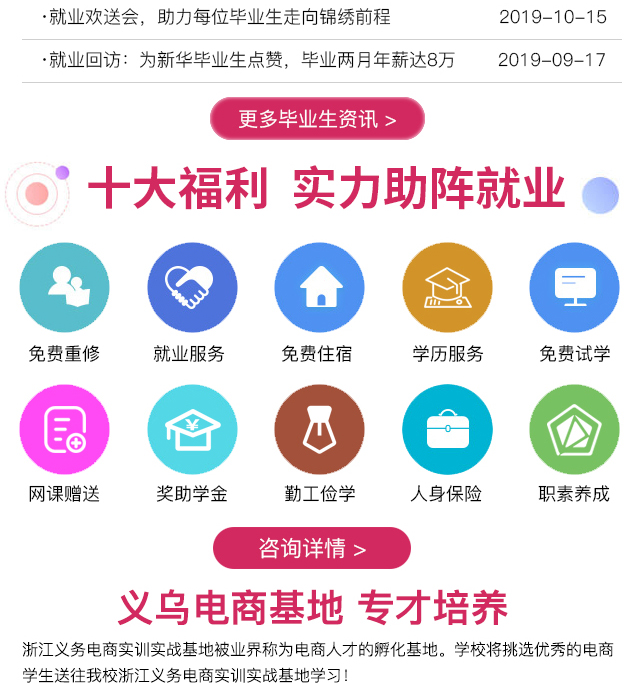 ·就业欢送会，助力每位毕业生走向锦绣前程 2019-10-15
·就业回访：为新华毕业生点赞，毕业两月年薪达8万 2019-09-17
更多毕业生资讯 >
十大福利 实力助阵就业
免费重修 就业服务 免费住宿 学历服务 免费试学
¥
网课赠送 奖助学金 勤工俭学 人身保险 职素养成
咨询详情 >
义乌电商基地 专才培养
浙江义务电商实训实战基地被业界称为电商人才的孵化基地。学校将挑选优秀的电商
学生送往我校浙江义务电商实训实战基地学习！